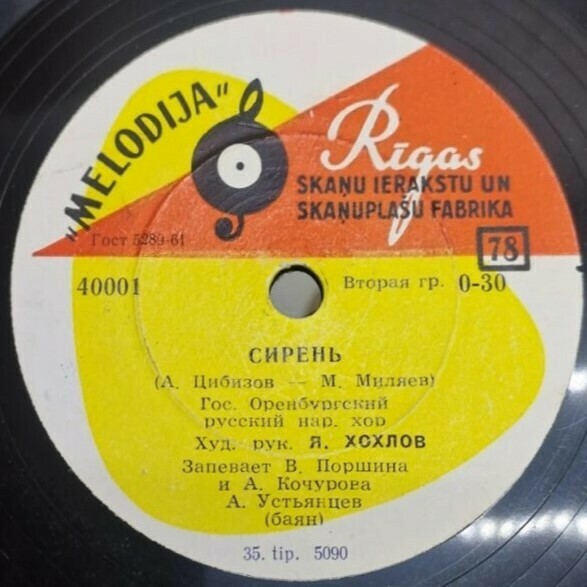 "MELODIJA"
Rīgas
SKAŅU IERAKSTU UN
SKAŅUPLAŠU FABRIKA
Гост 5289-61
78
40001
Вторая гр. 0-30
СИРЕНЬ
(А. Цибизов — М. Миляев)
Гос. Оренбургский
русский нар. хор
Худ. рук. Я. ХОХЛОВ
Запевает В. Поршина
и А. Кочурова
А. Устьянцев
(баян)
35. tip. 5090